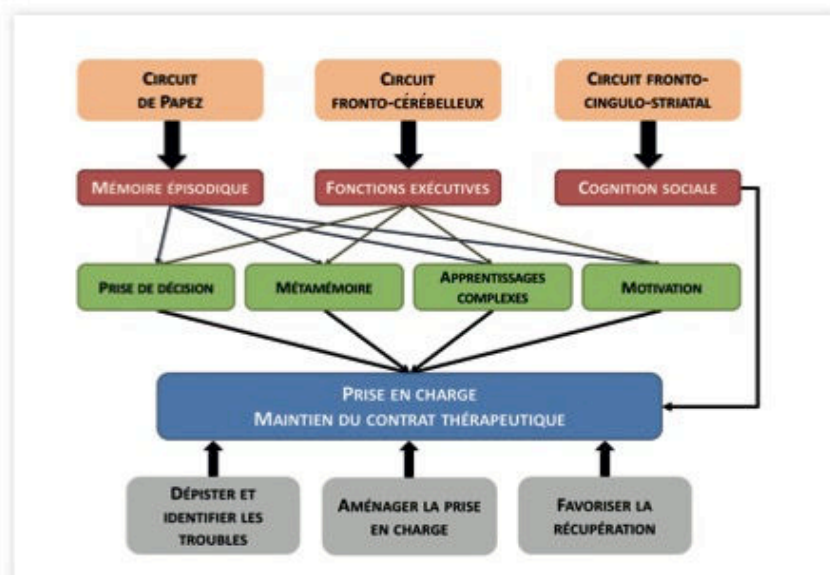 CIRCUIT
DE PAPEZ
CIRCUIT
FRONTO-CÉRÉBELLEUX
CIRCUIT FRONTO-
CINGULO-STRIATAL
MÉMOIRE ÉPISODIQUE
FONCTIONS EXÉCUTIVES
COGNITION SOCIALE
PRISE DE DÉCISION
MÉTAMÉMOIRE
APPRENTISSAGES
COMPLEXES
MOTIVATION
PRISE EN CHARGE
MAINTIEN DU CONTRAT THÉRAPEUTIQUE
DÉPISTER ET
IDENTIFIER LES
TROUBLES
AMÉNAGER LA PRISE
EN CHARGE
FAVORISER LA
RÉCUPÉRATION